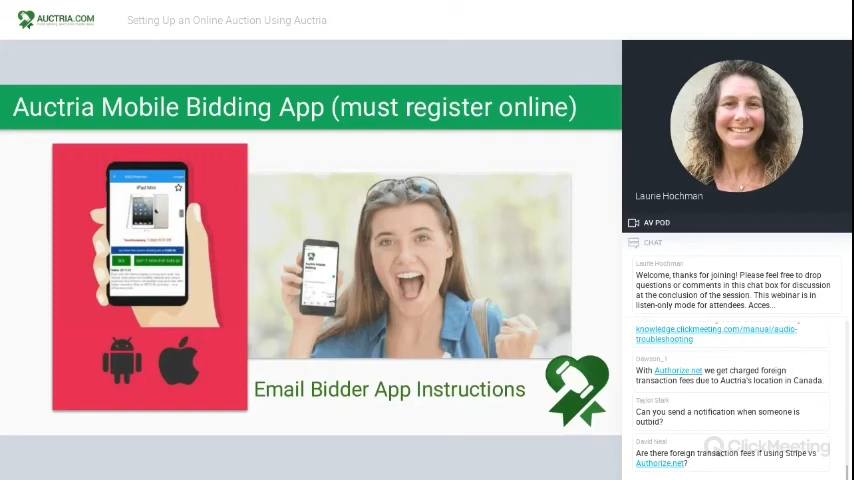 AUCTRIA.COM
Setting Up an Online Auction Using Auctria
Auctria Mobile Bidding App (must register online)
iPad Mini
Email Bidder App Instructions
Laurie Hochman
AV POD
CHAT
Laurie Hochman
Welcome, thanks for joining! Please feel free to drop
questions or comments in this chat box for discussion
at the conclusion of the session. This webinar is in
listen-only mode for attendees. Acces...
knowledge.clickmeeting.com/manual/audio-
troubleshooting
Dawson_1
With Authorize.net we get charged foreign
transaction fees due to Auctria's location in Canada.
Taylor Stark
Can you send a notification when someone is
outbid?
David Neal
Are there foreign transaction fees if using Stripe vs
Authorize.net?
ClickMeeting